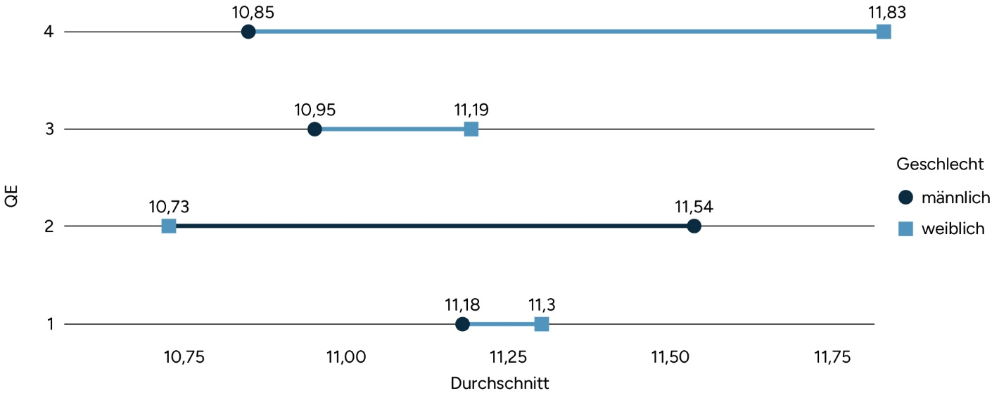 10,85 11,83
4
10,95 11,19
3
Geschlecht
QE
männlich
10,73 11,54
2
weiblich
11,18 11,3
1
10,75 11,00 11,25 11,50 11,75
Durchschnitt